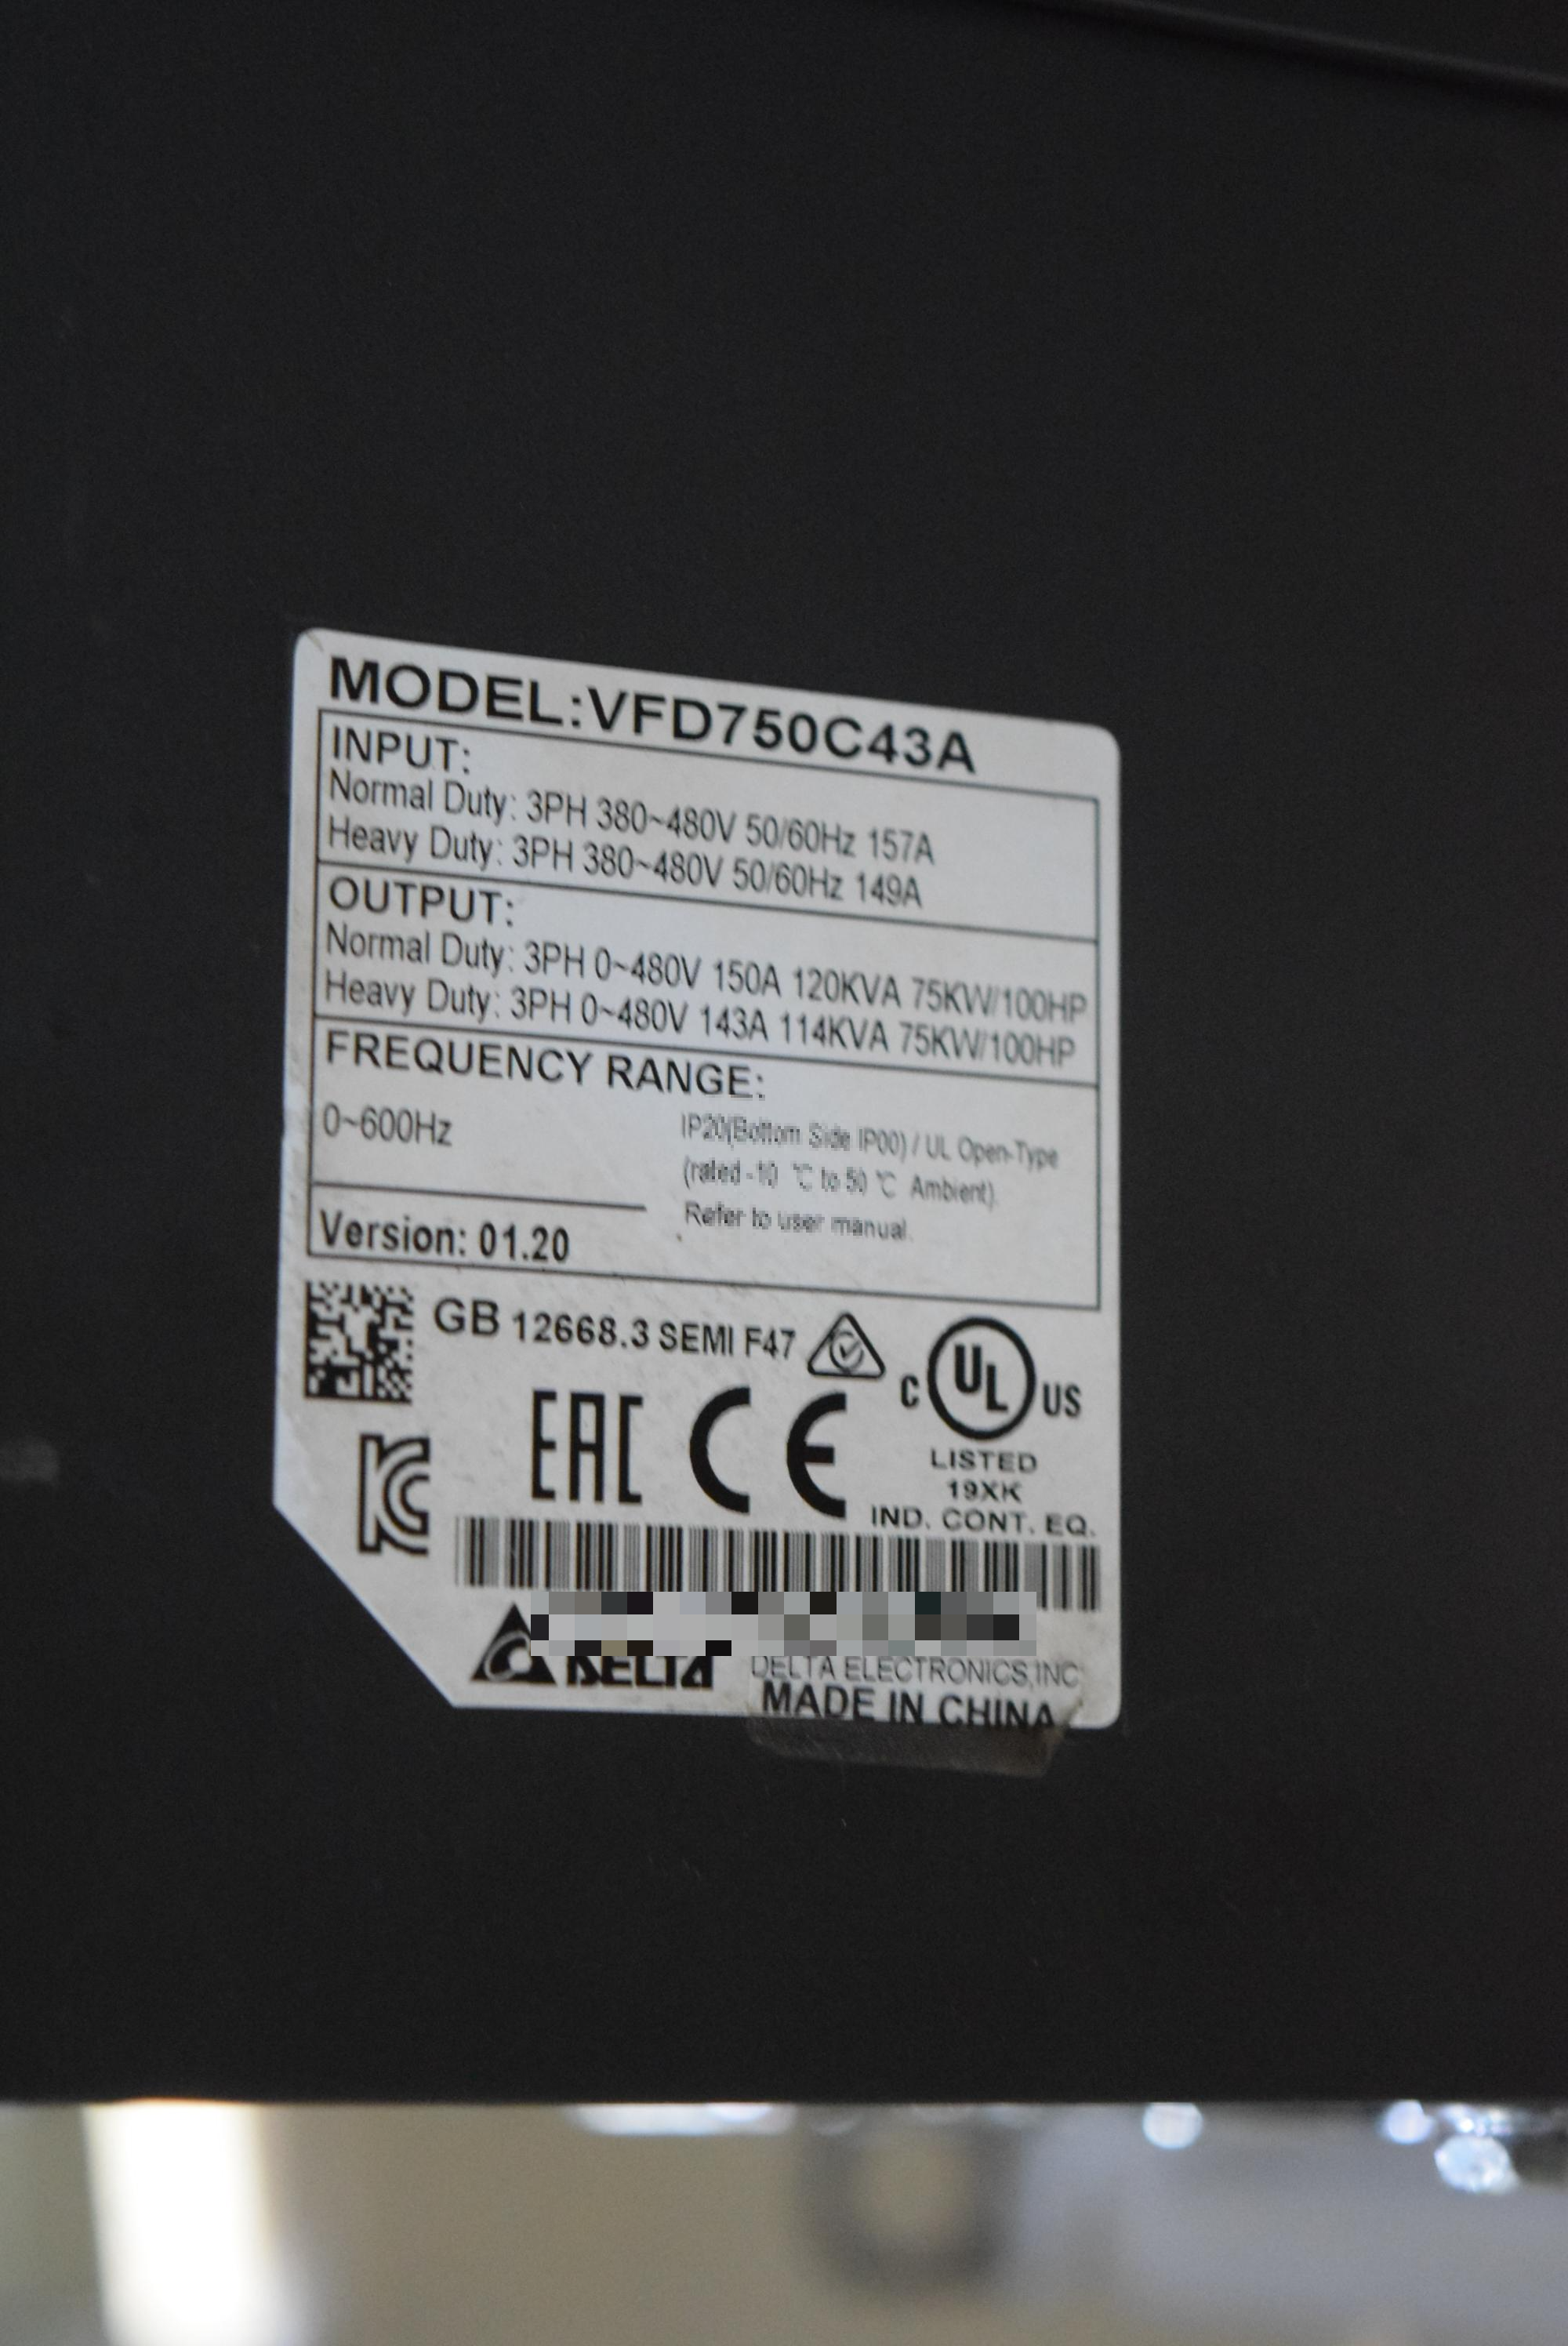 MODEL:VFD750C43A
INPUT:
Normal Duty: 3PH 380~480V 50/60Hz 157A
Heavy Duty: 3PH 380~480V 50/60Hz 149A
OUTPUT:
Normal Duty: 3PH 0~480V 150A 120KVA 75KW/100HP
Heavy Duty: 3PH 0~480V 143A 114KVA 75KW/100HP
FREQUENCY RANGE:
0~600Hz
IP20(Bottom Side IP00) / UL Open-Type
(rated -10 ℃ to 50 ℃ Ambient).
Refer to user manual.
Version: 01.20
GB 12668.3 SEMI F47
C UL US
LISTED
19XK
IND. CONT. EQ.
EAC CE
KC
DELTA
DELTA ELECTRONICS,INC
MADE IN CHINA